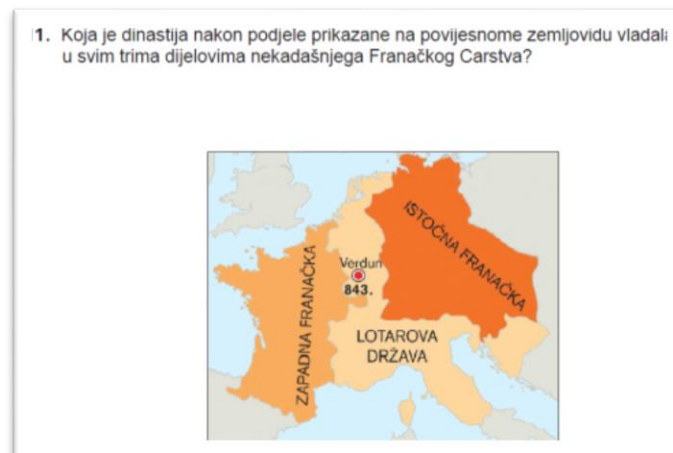 1. Koja je dinastija nakon podjele prikazane na povijesnome zemljovidu vladala
u svim trima dijelovima nekadašnjega Franačkog Carstva?
ISTOČNA FRANAČKA
Verdun
843.
ZAPADNA FRANAČKA
LOTAROVA
DRŽAVA